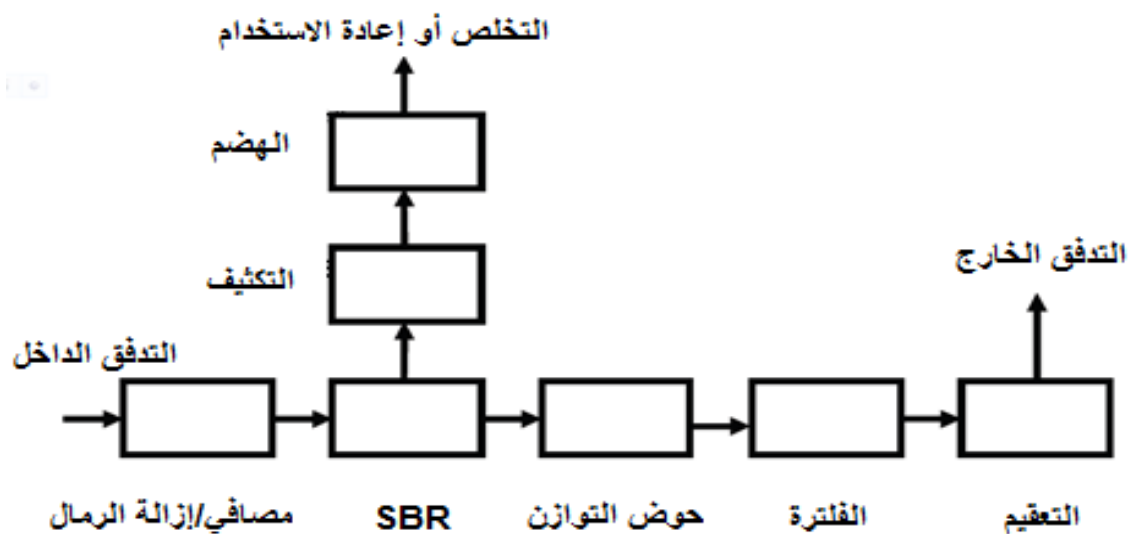 التخلص أو إعادة الاستخدام
الهضم
التكثيف
التدفق الخارج
التدفق الداخل
مصافي/إزالة الرمال
SBR
حوض التوازن
الفلترة
التعقيم